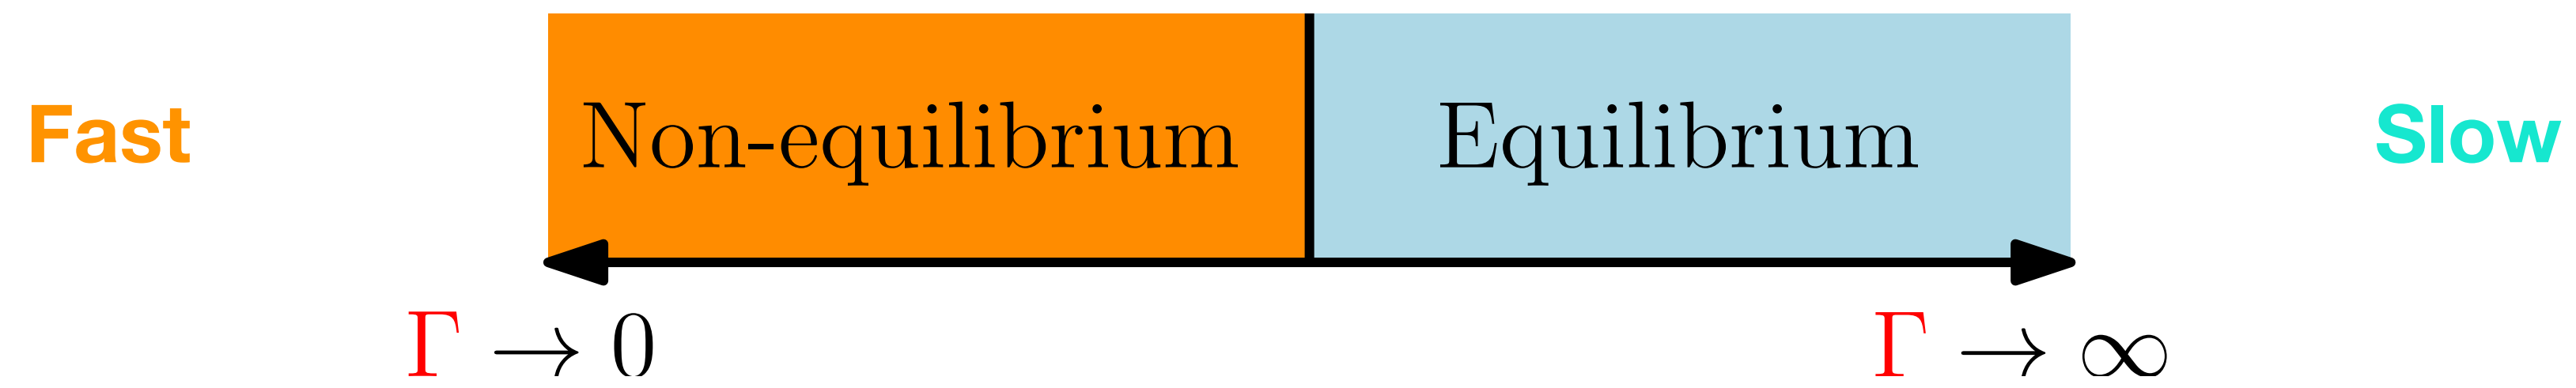 Fast Non-equilibrium Equilibrium Slow
Γ → 0 Γ → ∞